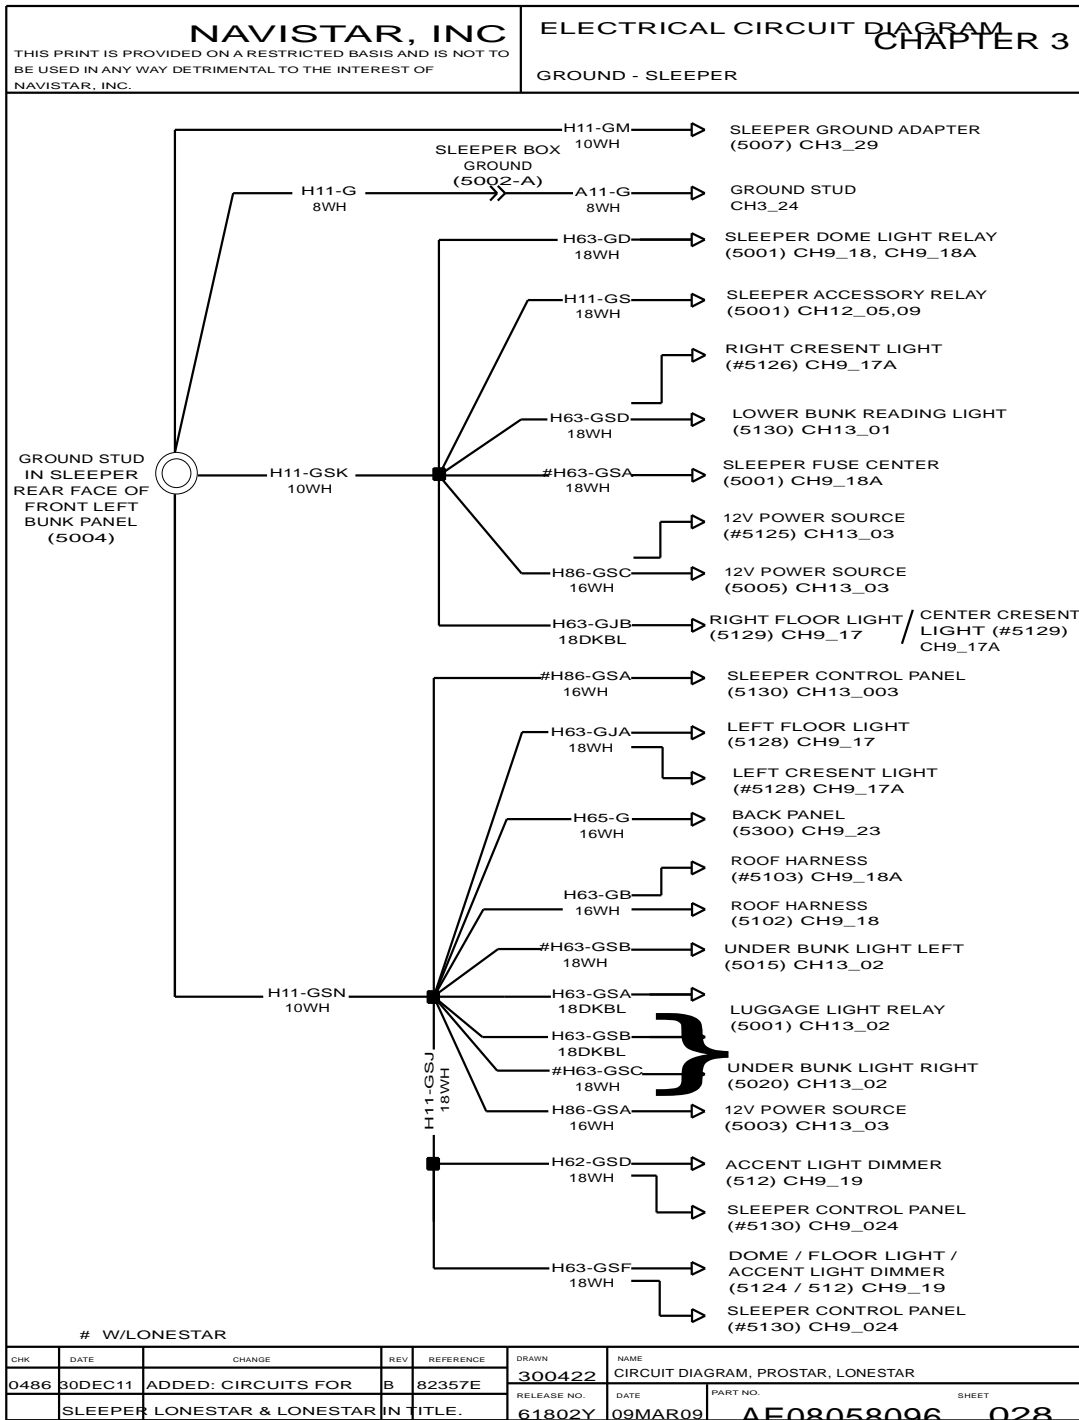 NAVISTAR, INC
THIS PRINT IS PROVIDED ON A RESTRICTED BASIS AND IS NOT TO
BE USED IN ANY WAY DETRIMENTAL TO THE INTEREST OF
NAVISTAR, INC.
ELECTRICAL CIRCUIT DIAGRAM
CHAPTER 3
GROUND - SLEEPER
H11-GM
10WH
SLEEPER GROUND ADAPTER
(5007) CH3_29
SLEEPER BOX
GROUND
(5002-A)
H11-G
8WH
A11-G
8WH
GROUND STUD
CH3_24
H63-GD
18WH
SLEEPER DOME LIGHT RELAY
(5001) CH9_18, CH9_18A
H11-GS
18WH
SLEEPER ACCESSORY RELAY
(5001) CH12_05,09
RIGHT CRESENT LIGHT
(#5126) CH9_17A
H63-GSD
18WH
LOWER BUNK READING LIGHT
(5130) CH13_01
GROUND STUD
IN SLEEPER
REAR FACE OF
FRONT LEFT
BUNK PANEL
(5004)
H11-GSK
10WH
#H63-GSA
18WH
SLEEPER FUSE CENTER
(5001) CH9_18A
12V POWER SOURCE
(#5125) CH13_03
H86-GSC
16WH
12V POWER SOURCE
(5005) CH13_03
H63-GJB
18DKBL
RIGHT FLOOR LIGHT
(5129) CH9_17
/
CENTER CRESENT
LIGHT (#5129)
CH9_17A
#H86-GSA
16WH
SLEEPER CONTROL PANEL
(5130) CH13_003
H63-GJA
18WH
LEFT FLOOR LIGHT
(5128) CH9_17
LEFT CRESENT LIGHT
(#5128) CH9_17A
H65-G
16WH
BACK PANEL
(5300) CH9_23
ROOF HARNESS
(#5103) CH9_18A
H63-GB
16WH
ROOF HARNESS
(5102) CH9_18
#H63-GSB
18WH
UNDER BUNK LIGHT LEFT
(5015) CH13_02
H11-GSN
10WH
H63-GSA
18DKBL
LUGGAGE LIGHT RELAY
(5001) CH13_02
H63-GSB
18DKBL
}
#H63-GSC
18WH
UNDER BUNK LIGHT RIGHT
(5020) CH13_02
H11-GSJ
18WH
H86-GSA
16WH
12V POWER SOURCE
(5003) CH13_03
H62-GSD
18WH
ACCENT LIGHT DIMMER
(512) CH9_19
SLEEPER CONTROL PANEL
(#5130) CH9_024
H63-GSF
18WH
DOME / FLOOR LIGHT /
ACCENT LIGHT DIMMER
(5124 / 512) CH9_19
SLEEPER CONTROL PANEL
(#5130) CH9_024
# W/LONESTAR
CHK DATE CHANGE REV REFERENCE
0486 30DEC11 ADDED: CIRCUITS FOR B 82357E
SLEEPER LONESTAR & LONESTAR IN TITLE.
DRAWN
300422
NAME
CIRCUIT DIAGRAM, PROSTAR, LONESTAR
RELEASE NO.
61802Y
DATE
09MAR09
PART NO.
AE08058096
SHEET
028